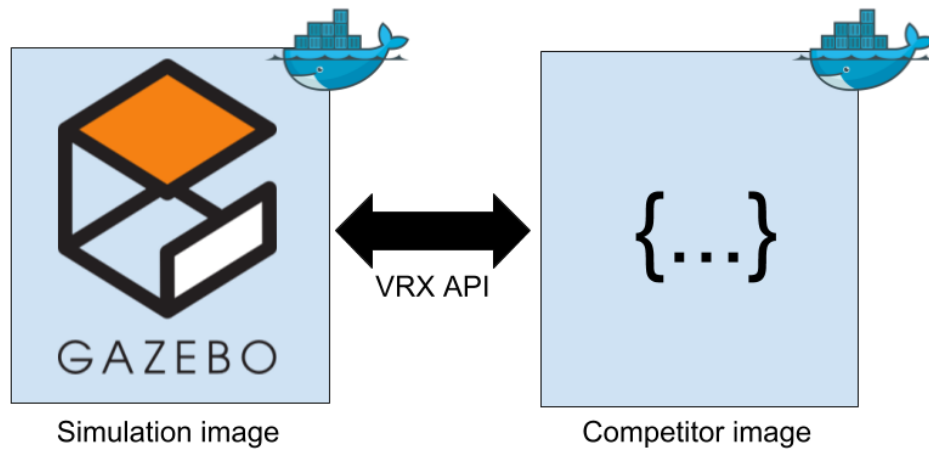 GAZEBO
VRX API
{...}
Simulation image
Competitor image